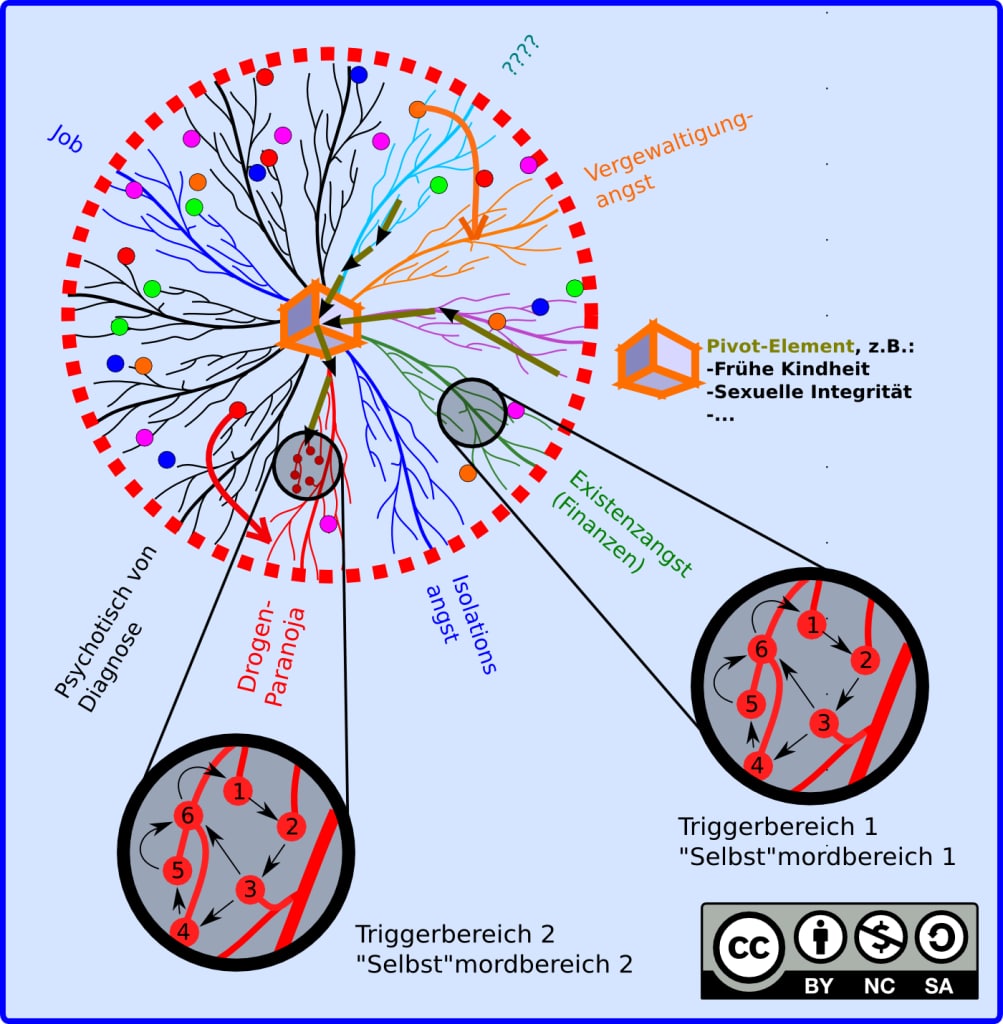 ????
Job
Vergewaltigung-
angst
Pivot-Element, z.B.:
-Frühe Kindheit
-Sexuelle Integrität
-...
Existenzangst
(Finanzen)
Isolations
angst
Drogen-
Paranoja
Psychotisch von
Diagnose
1
2
3
4
5
6
Triggerbereich 1
"Selbst"mordbereich 1
1
2
3
4
5
6
Triggerbereich 2
"Selbst"mordbereich 2
cc
BY NC SA